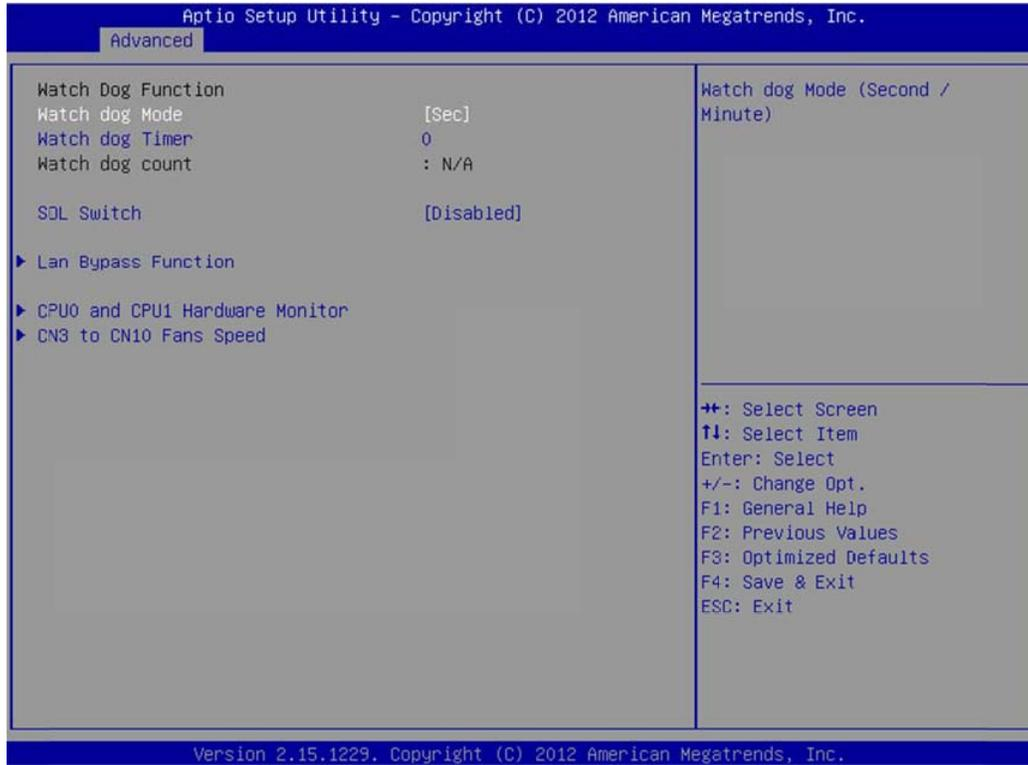 Aptio Setup Utility – Copyright (C) 2012 American Megatrends, Inc.
Advanced
Watch Dog Function
Watch dog Mode [Sec]
Watch dog Timer 0
Watch dog count : N/A
SOL Switch [Disabled]
Lan Bypass Function
CPU0 and CPU1 Hardware Monitor
CN3 to CN10 Fans Speed
Watch dog Mode (Second /
Minute)
→←: Select Screen
↑↓: Select Item
Enter: Select
+/-: Change Opt.
F1: General Help
F2: Previous Values
F3: Optimized Defaults
F4: Save & Exit
ESC: Exit
Version 2.15.1229. Copyright (C) 2012 American Megatrends, Inc.